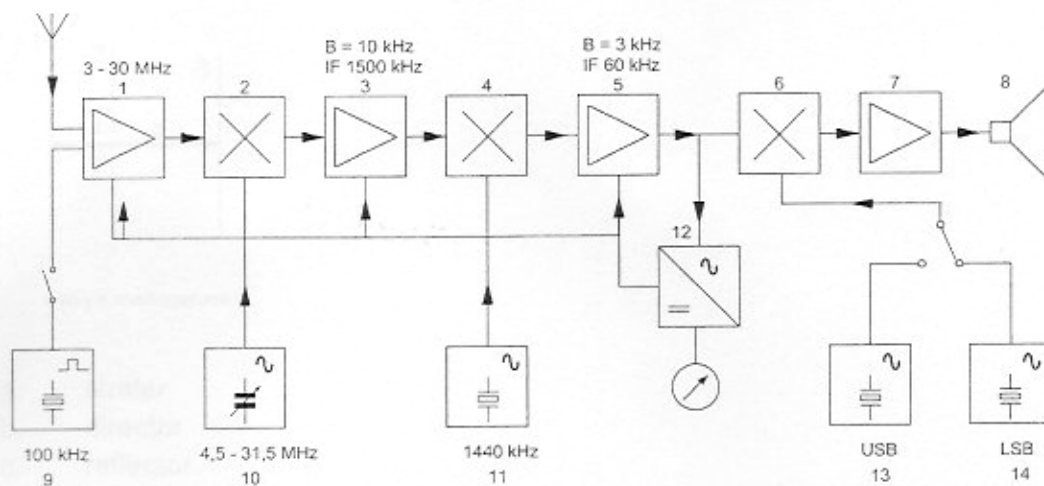 B = 10 kHz
IF 1500 kHz
B = 3 kHz
IF 60 kHz
3 - 30 MHz
1
2
3
4
5
6
7
8
12
100 kHz
9
4,5 - 31,5 MHz
10
1440 kHz
11
USB
13
LSB
14
director
reflector